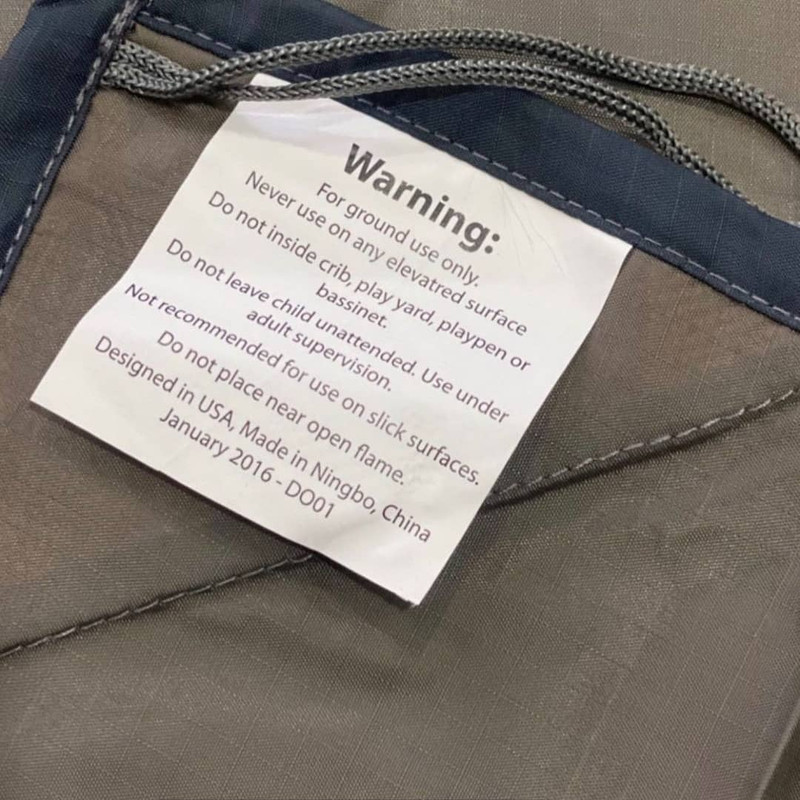 Warning:
For ground use only.
Never use on any elevatred surface
Do not inside crib, play yard, playpen or
bassinet.
Do not leave child unattended. Use under
adult supervision.
Not recommended for use on slick surfaces.
Do not place near open flame.
Designed in USA, Made in Ningbo, China
January 2016 - DO01